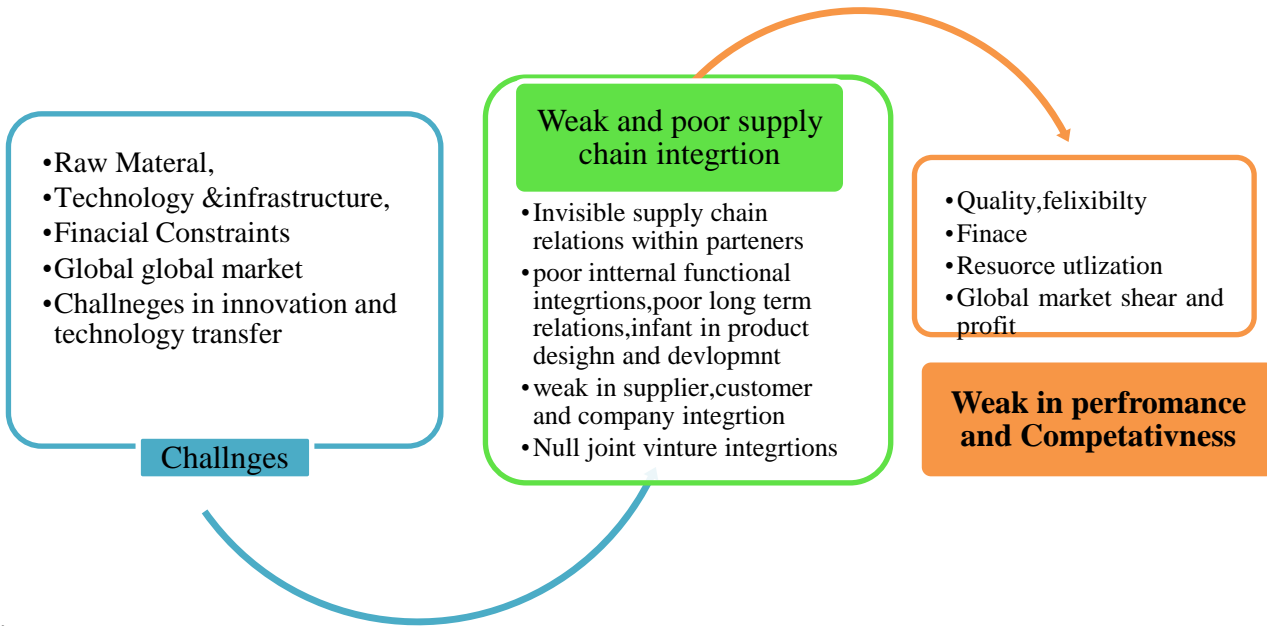 •Raw Materal,
•Technology &infrastructure,
•Finacial Constraints
•Global global market
•Challneges in innovation and
technology transfer
Challnges
Weak and poor supply
chain integrtion
•Invisible supply chain
relations within parteners
•poor intternal functional
integrtions,poor long term
relations,infant in product
desighn and devlopmnt
•weak in supplier,customer
and company integrtion
•Null joint vinture integrtions
•Quality,felixibilty
•Finace
•Resuorce utlization
•Global market shear and
profit
Weak in perfromance
and Competativness